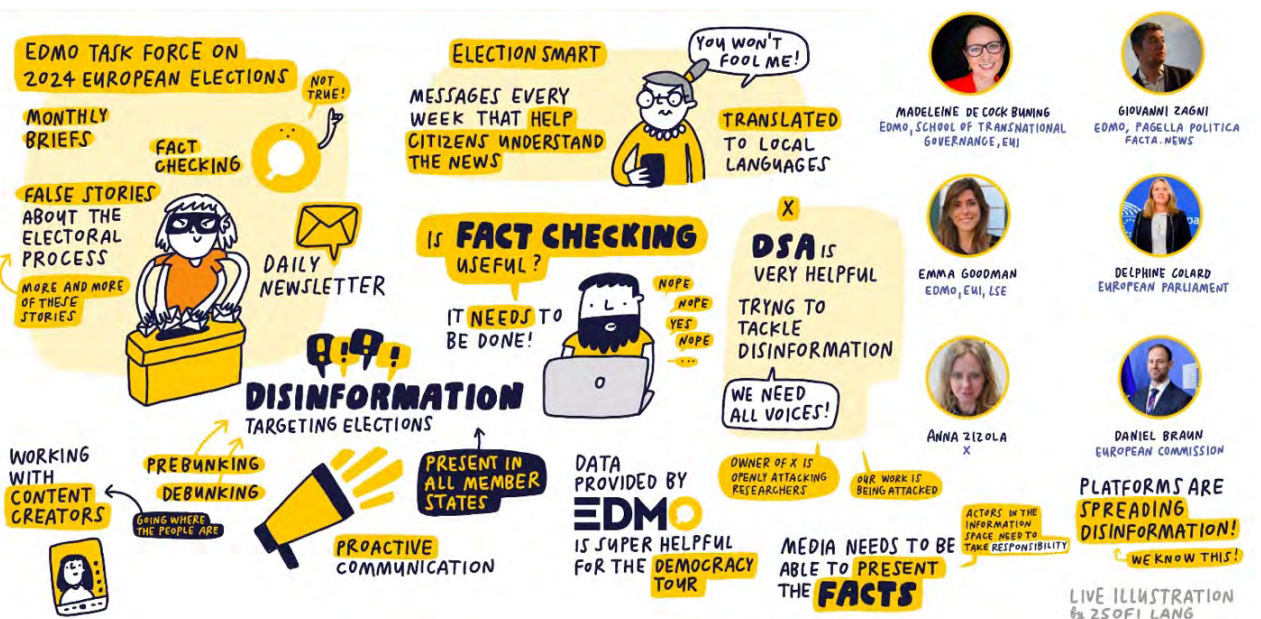 EDMO TASK FORCE ON
2024 EUROPEAN ELECTIONS
MONTHLY
BRIEFS
NOT
TRUE!
FACT
CHECKING
FALSE STORIES
ABOUT THE
ELECTORAL
PROCESS
MORE AND MORE
OF THESE
STORIES
DAILY
NEWSLETTER
ELECTION SMART
YOU WON'T
FOOL ME!
MESSAGES EVERY
WEEK THAT HELP
CITIZENS UNDERSTAND
THE NEWS
TRANSLATED
TO LOCAL
LANGUAGES
IS FACT CHECKING
USEFUL?
IT NEEDS TO
BE DONE!
NOPE
NOPE
YES
NOPE
...
X
DSA IS
VERY HELPFUL
TRYNG TO
TACKLE
DISINFORMATION
WE NEED
ALL VOICES!
OWNER OF X IS
OPENLY ATTACKING
RESEARCHERS
OUR WORK IS
BEING ATTACKED
DISINFORMATION
TARGETING ELECTIONS
PREBUNKING
DEBUNKING
WORKING
WITH
CONTENT
CREATORS
GOING WHERE
THE PEOPLE ARE
PROACTIVE
COMMUNICATION
PRESENT IN
ALL MEMBER
STATES
DATA
PROVIDED BY
EDMO
IS SUPER HELPFUL
FOR THE DEMOCRACY
TOUR
MEDIA NEEDS TO BE
ABLE TO PRESENT
THE FACTS
ACTORS IN THE
INFORMATION
SPACE NEED TO
TAKE RESPONSIBILITY
MADELEINE DE COCK BUNING
EDMO, SCHOOL OF TRANSNATIONAL
GOVERNANCE, EUI
GIOVANNI ZAGNI
EDMO, PAGELLA POLITICA
FACTA.NEWS
EMMA GOODMAN
EDMO, EUI, LSE
DELPHINE COLARD
EUROPEAN PARLIAMENT
ANNA ZIZOLA
X
DANIEL BRAUN
EUROPEAN COMMISSION
PLATFORMS ARE
SPREADING
DISINFORMATION!
WE KNOW THIS!
LIVE ILLUSTRATION
by ZSOFI LANG